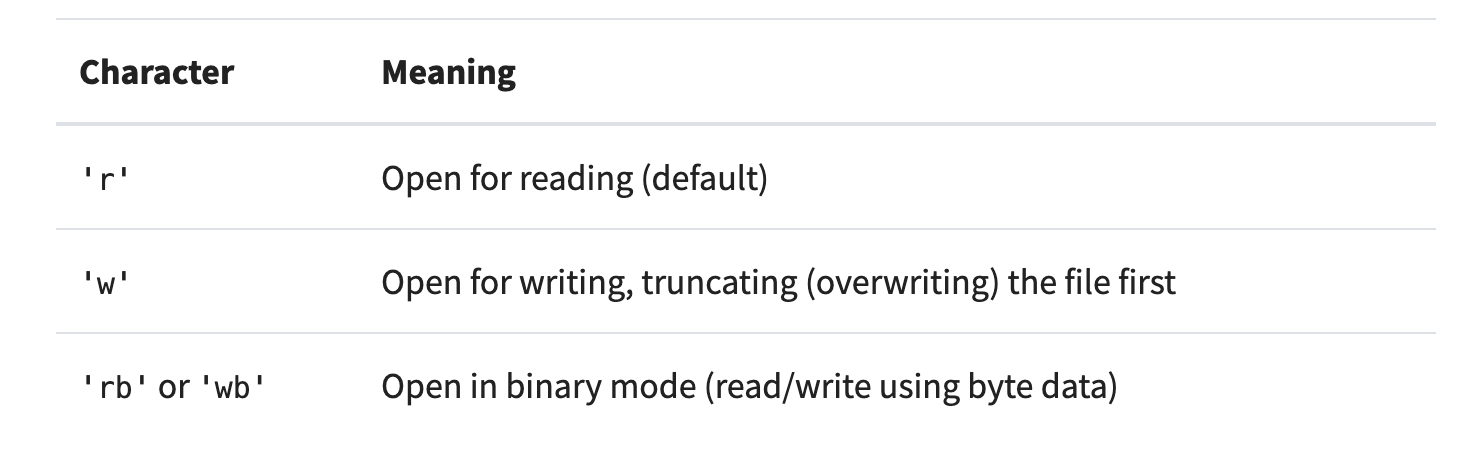 Character Meaning
'r' Open for reading (default)
'w' Open for writing, truncating (overwriting) the file first
'rb' or 'wb' Open in binary mode (read/write using byte data)